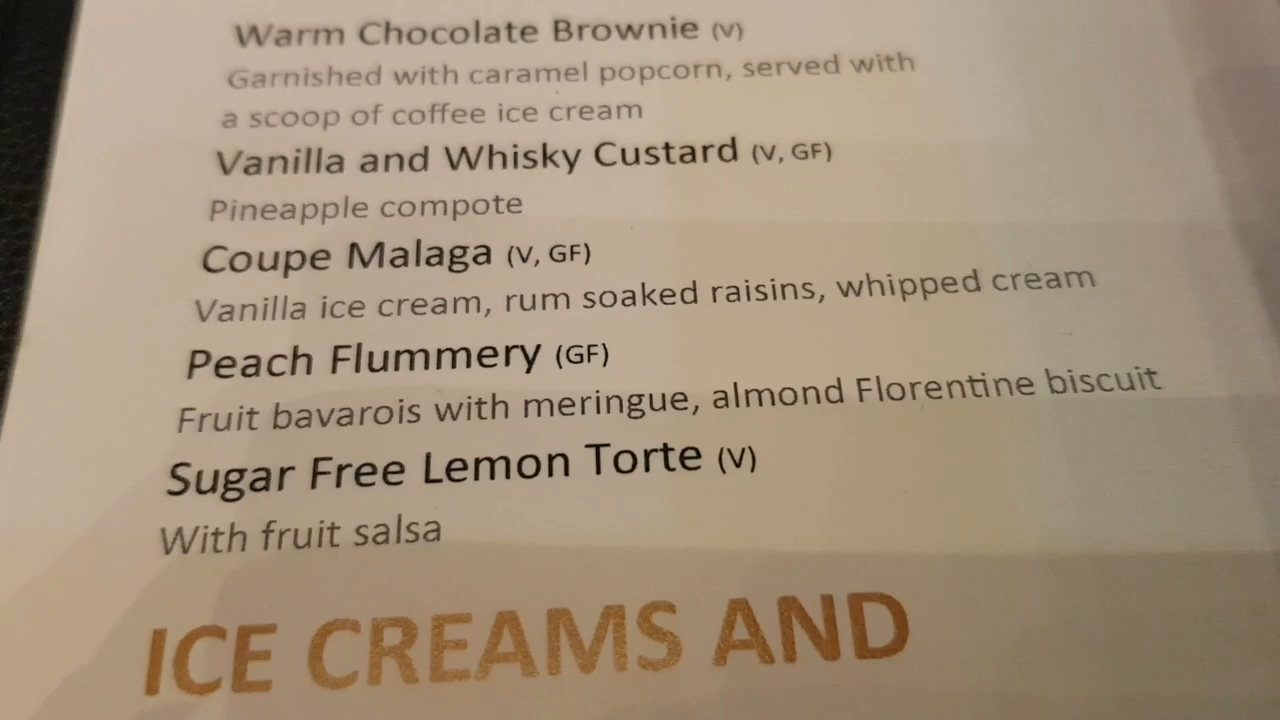 Warm Chocolate Brownie (V)
Garnished with caramel popcorn, served with
a scoop of coffee ice cream
Vanilla and Whisky Custard (V, GF)
Pineapple compote
Coupe Malaga (V, GF)
Vanilla ice cream, rum soaked raisins, whipped cream
Peach Flummery (GF)
Fruit bavarois with meringue, almond Florentine biscuit
Sugar Free Lemon Torte (V)
With fruit salsa
ICE CREAMS AND